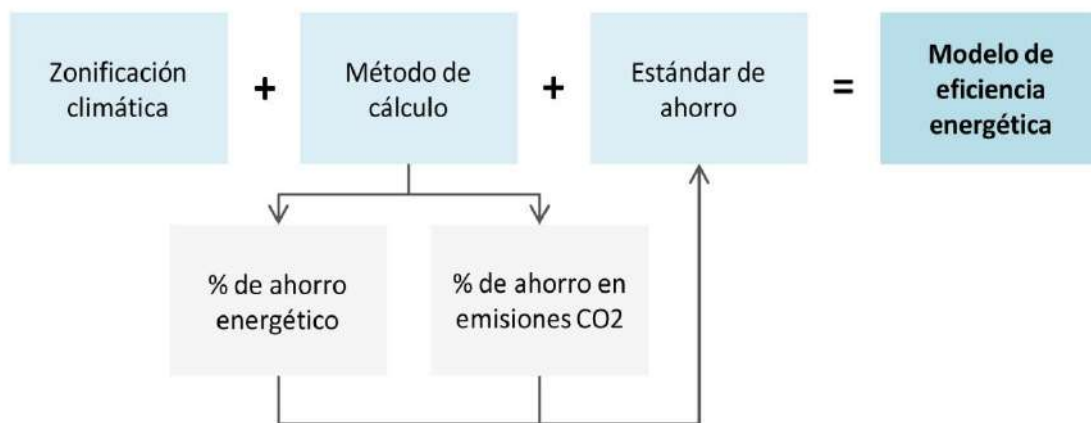 Zonificación
climática
+
Método de
cálculo
+
Estándar de
ahorro
=
Modelo de
eficiencia
energética
% de ahorro
energético
% de ahorro en
emisiones CO2